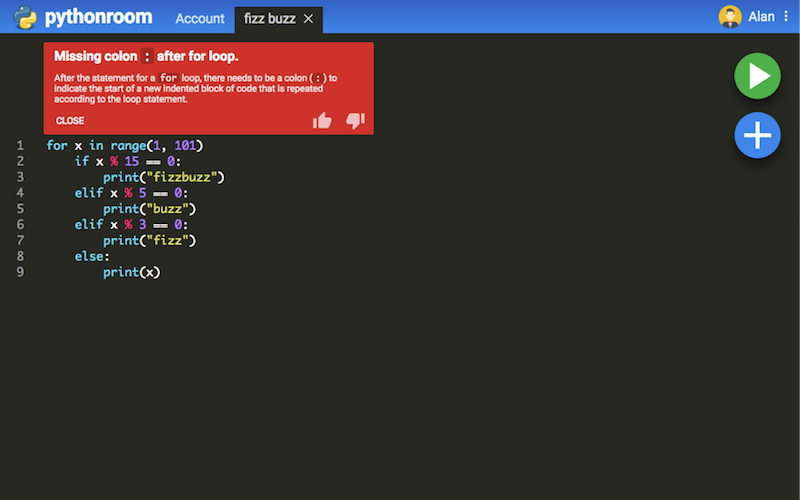 pythonroom Account fizz buzz × Alan
Missing colon : after for loop.
After the statement for a for loop, there needs to be a colon (:) to
indicate the start of a new indented block of code that is repeated
according to the loop statement.
CLOSE
1 for x in range(1, 101)
2     if x % 15 == 0:
3         print("fizzbuzz")
4     elif x % 5 == 0:
5         print("buzz")
6     elif x % 3 == 0:
7         print("fizz")
8     else:
9         print(x)